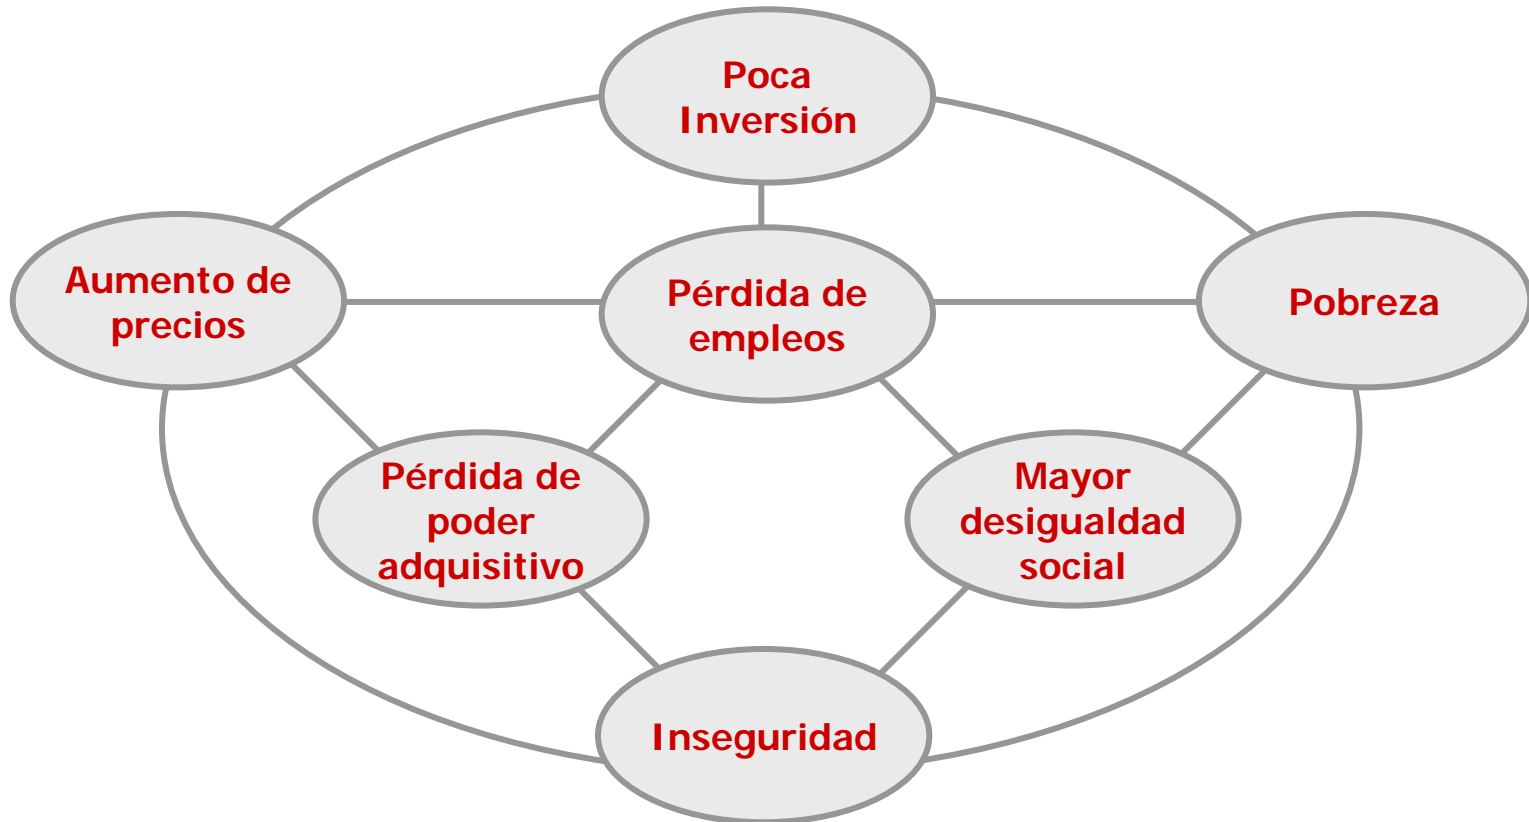 Poca
Inversión
Aumento de
precios
Pérdida de
empleos
Pobreza
Pérdida de
poder
adquisitivo
Mayor
desigualdad
social
Inseguridad